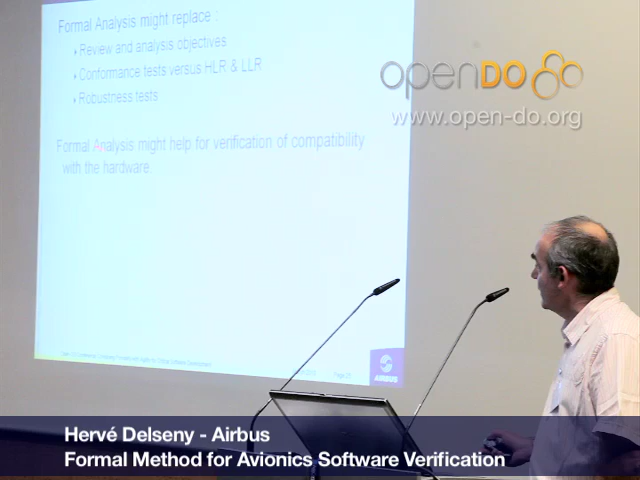 Formal Analysis might replace :
Review and analysis objectives
Conformance tests versus HLR & LLR
Robustness tests
Formal Analysis might help for verification of compatibility
with the hardware.
openDO
www.open-do.org
AIRBUS
Hervé Delseny - Airbus
Formal Method for Avionics Software Verification